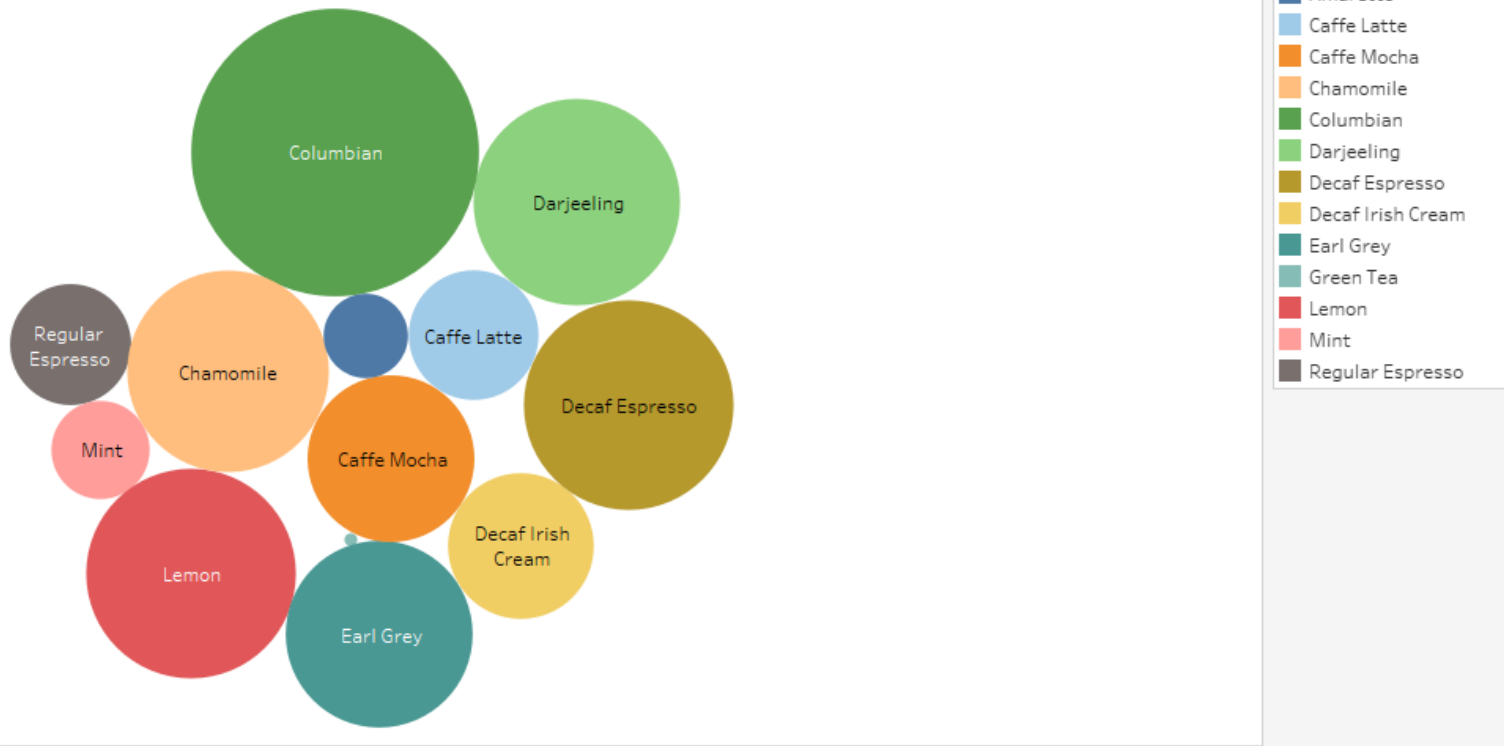 Columbian
Darjeeling
Regular
Espresso
Caffe Latte
Chamomile
Decaf Espresso
Mint
Caffe Mocha
Decaf Irish
Cream
Lemon
Earl Grey
Caffe Latte
Caffe Mocha
Chamomile
Columbian
Darjeeling
Decaf Espresso
Decaf Irish Cream
Earl Grey
Green Tea
Lemon
Mint
Regular Espresso